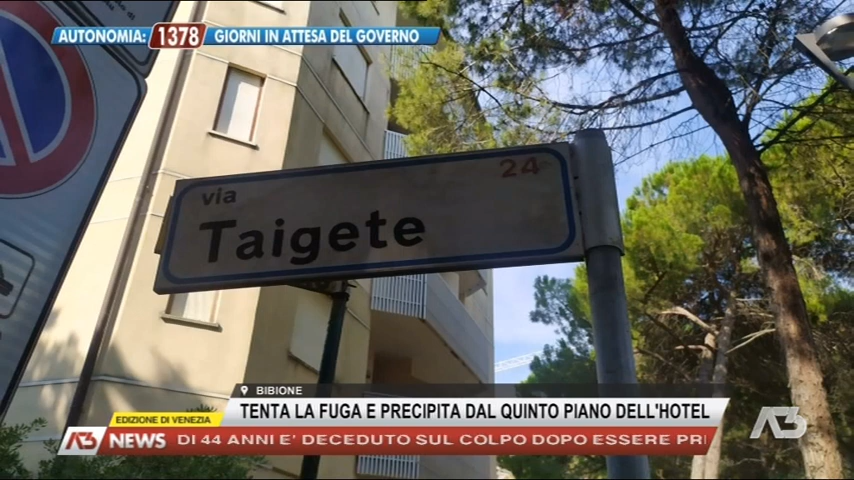 AUTONOMIA: 1378 GIORNI IN ATTESA DEL GOVERNO
24
via
Taigete
BIBIONE
TENTA LA FUGA E PRECIPITA DAL QUINTO PIANO DELL'HOTEL
EDIZIONE DI VENEZIA
A3 NEWS DI 44 ANNI E' DECEDUTO SUL COLPO DOPO ESSERE PRI
A3